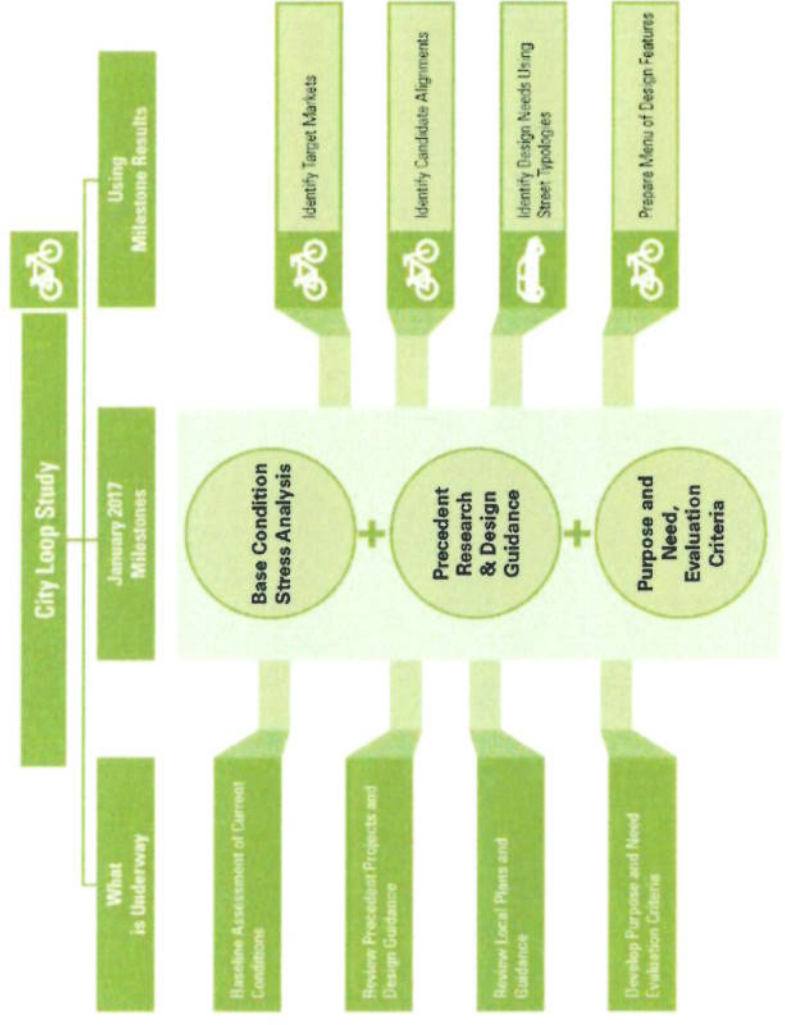 City Loop Study
What
is Underway
January 2017
Milestones
Using
Milestone Results
Baseline Assessment of Current
Conditions
Review Precedent Projects and
Design Guidance
Review Local Plans and
Guidance
Develop Purpose and Need
Evaluation Criteria
Base Condition
Stress Analysis
+
Precedent
Research
& Design
Guidance
+
Purpose and
Need,
Evaluation
Criteria
Identify Target Markets
Identify Candidate Alignments
Identify Design Needs Using
Street Typologies
Prepare Menu of Design Features